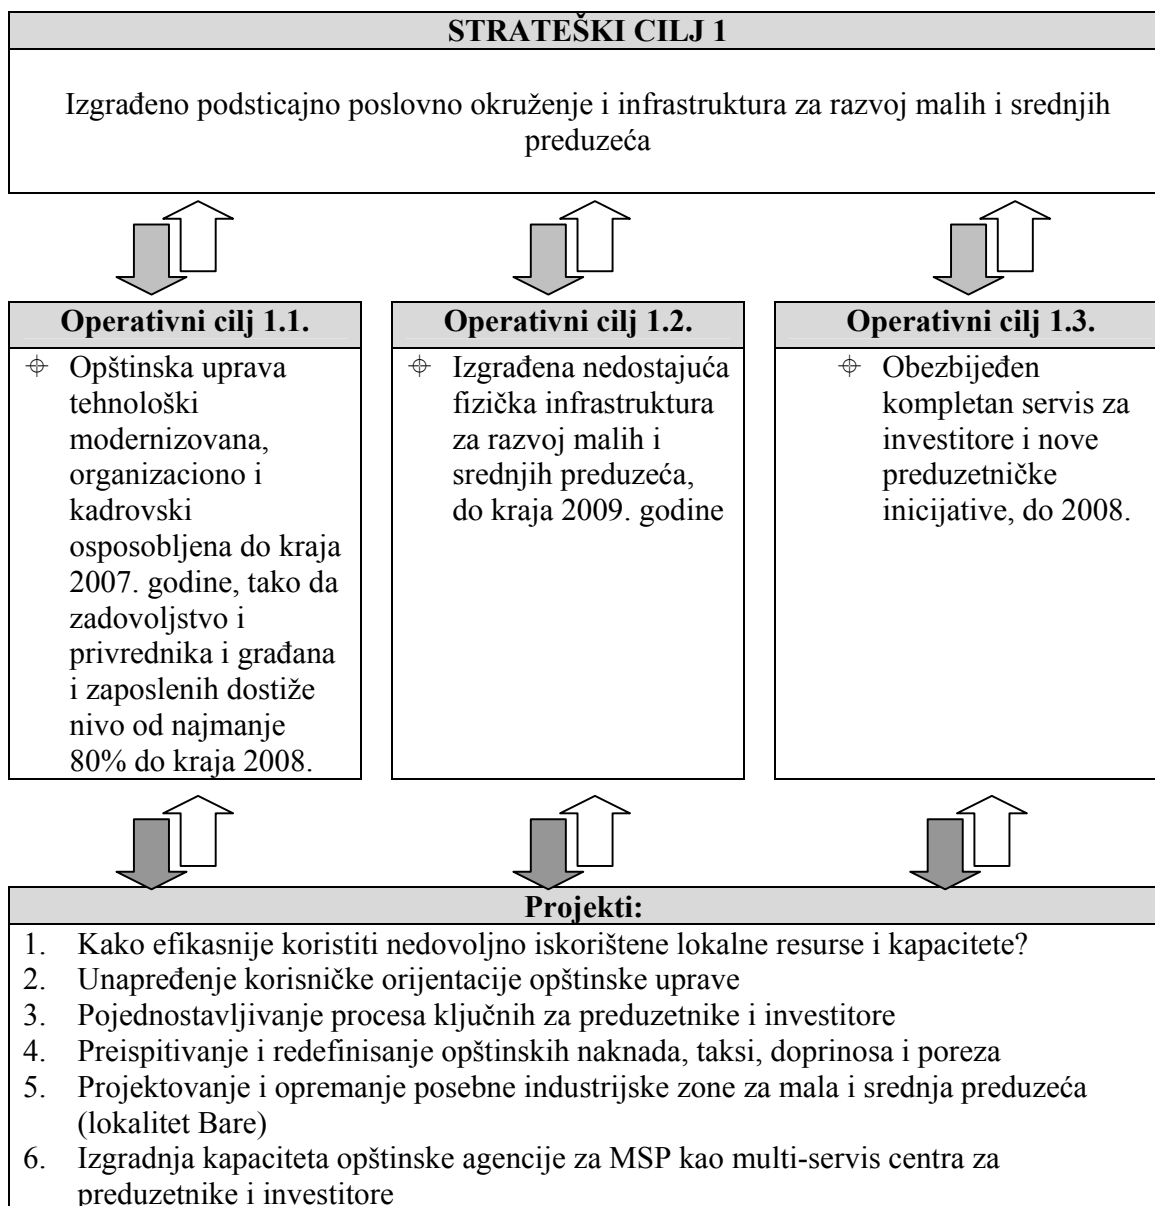 STRATEŠKI CILJ 1
Izgrađeno podsticajno poslovno okruženje i infrastruktura za razvoj malih i srednjih
preduzeća
Operativni cilj 1.1.
Opštinska uprava
tehnološki
modernizovana,
organizaciono i
kadrovski
osposobljena do kraja
2007. godine, tako da
zadovoljstvo i
privrednika i građana
i zaposlenih dostiže
nivo od najmanje
80% do kraja 2008.
Operativni cilj 1.2.
Izgrađena nedostajuća
fizička infrastruktura
za razvoj malih i
srednjih preduzeća,
do kraja 2009. godine
Operativni cilj 1.3.
Obezbijeđen
kompletan servis za
investitore i nove
preduzetničke
inicijative, do 2008.
Projekti:
1. Kako efikasnije koristiti nedovoljno iskorištene lokalne resurse i kapacitete?
2. Unapređenje korisničke orijentacije opštinske uprave
3. Pojednostavljivanje procesa ključnih za preduzetnike i investitore
4. Preispitivanje i redefinisanje opštinskih naknada, taksi, doprinosa i poreza
5. Projektovanje i opremanje posebne industrijske zone za mala i srednja preduzeća
(lokalitet Bare)
6. Izgradnja kapaciteta opštinske agencije za MSP kao multi-servis centra za
preduzetnike i investitore